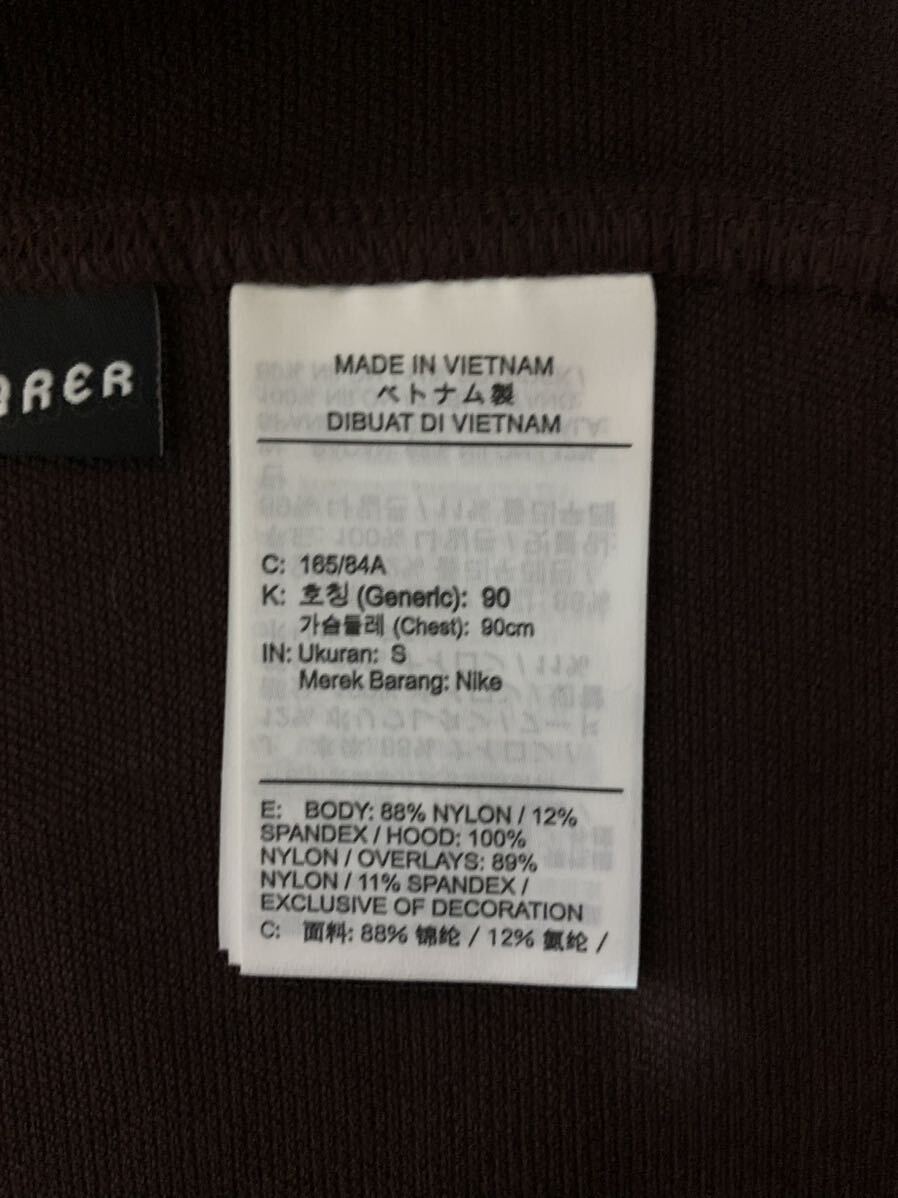 MADE IN VIETNAM
ベトナム製
DIBUAT DI VIETNAM
RER
C: 165/84A
K: 호칭 (Generic): 90
가슴둘레 (Chest): 90cm
IN: Ukuran: S
Merek Barang: Nike
E: BODY: 88% NYLON / 12%
SPANDEX / HOOD: 100%
NYLON / OVERLAYS: 89%
NYLON / 11% SPANDEX /
EXCLUSIVE OF DECORATION
C: 面料: 88% 锦纶 / 12% 氨纶 /